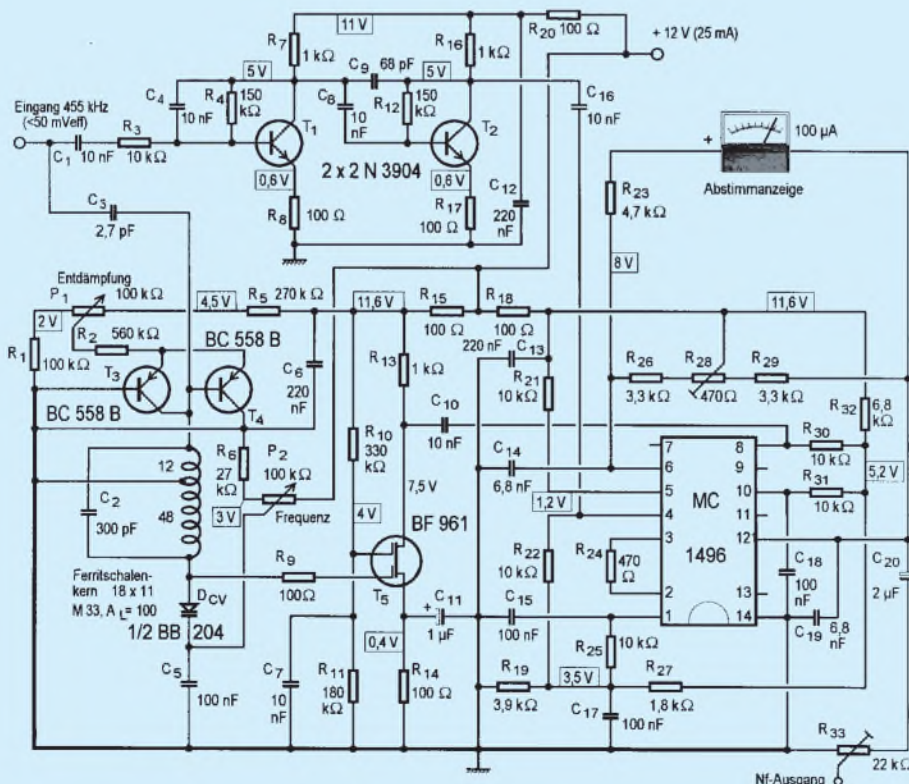 11 V
R7
1 kΩ
R16
1 kΩ
R20
100 Ω
+ 12 V (25 mA)
5 V
C9
68 pF
5 V
C4
10 nF
R4
150 kΩ
C8
10 nF
R12
150 kΩ
C16
10 nF
Eingang 455 kHz
(<50 mVeff)
C1
10 nF
R3
10 kΩ
T1
T2
2 x 2 N 3904
0,6 V
0,6 V
R8
100 Ω
R17
100 Ω
C12
220 nF
+
100 µA
Abstimmanzeige
R23
4,7 kΩ
8 V
C3
2,7 pF
Entdämpfung
P1
100 kΩ
2 V
4,5 V
R5
270 kΩ
11,6 V
R15
100 Ω
R18
100 Ω
11,6 V
R1
100 kΩ
R2
560 kΩ
BC 558 B
T3
BC 558 B
T4
C6
220 nF
R13
1 kΩ
220 nF
C13
R21
10 kΩ
R26
3,3 kΩ
R28
470Ω
R29
3,3 kΩ
R32
6,8 kΩ
C10
10 nF
R10
330 kΩ
R6
27 kΩ
P2
100 kΩ
Frequenz
3 V
4 V
7,5 V
C14
6,8 nF
1,2 V
R30
10 kΩ
R31
10 kΩ
5,2 V
7
8
6
9
5
10
4
11
3
12
2
13
1
14
MC
1496
C2
300 pF
12
48
BF 961
T5
R22
10 kΩ
R24
470 Ω
C18
100 nF
C20
2 µF
C19
6,8 nF
Ferritschalen-
kern 18 x 11
M 33, AL= 100
DCV
1/2 BB 204
R9
100Ω
+
C11
1 µF
C15
100 nF
R25
10 kΩ
0,4 V
C5
100 nF
C7
10 nF
R11
180 kΩ
R14
100 Ω
R19
3,9 kΩ
3,5 V
R27
1,8 kΩ
C17
100 nF
R33
22 kΩ
Nf-Ausgang